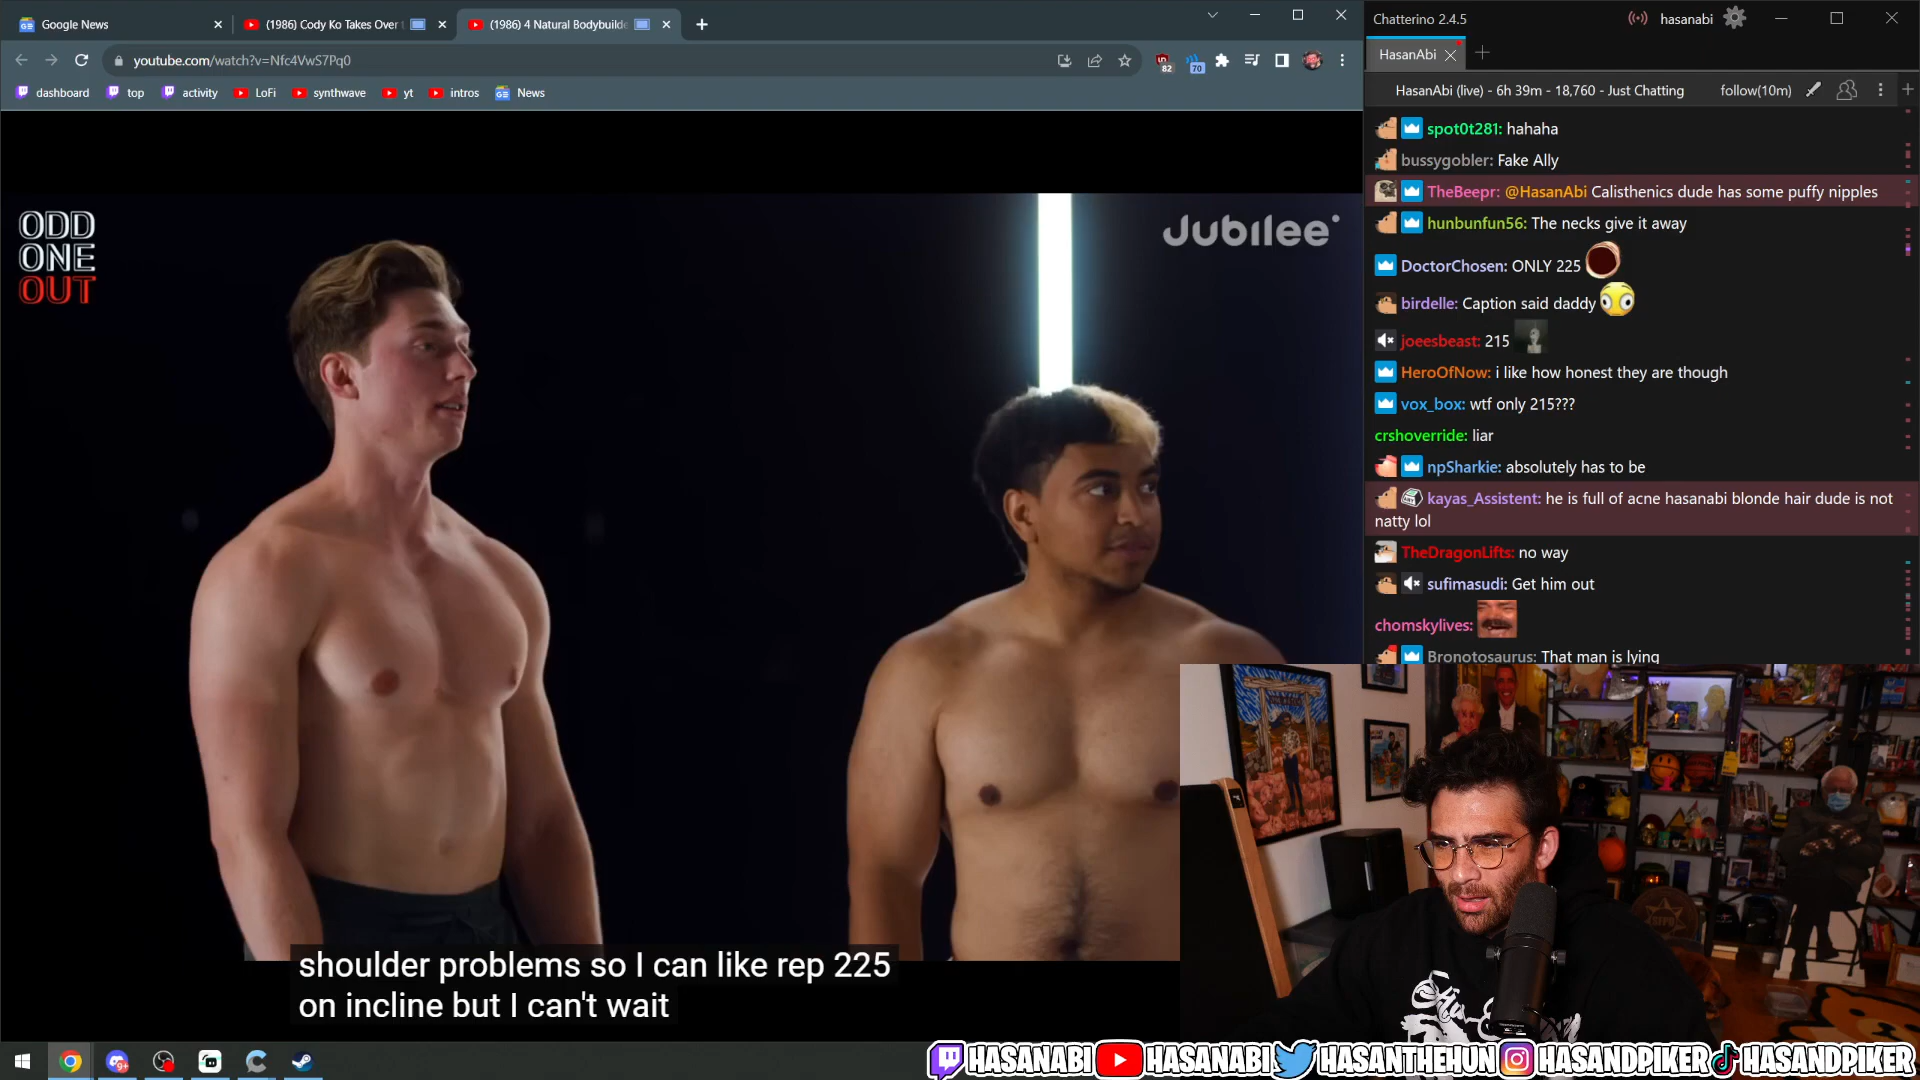 Google News
(1986) Cody Ko Takes Over
(1986) 4 Natural Bodybuilde
youtube.com/watch?v=Nfc4VwS7Pq0
82
70
dashboard
top
activity
LoFi
synthwave
yt
intros
News
ODD
ONE
OUT
Jubilee
shoulder problems so I can like rep 225
on incline but I can't wait
Chatterino 2.4.5
hasanabi
HasanAbi
HasanAbi (live) - 6h 39m - 18,760 - Just Chatting
follow(10m)
spot0t281: hahaha
bussygobler: Fake Ally
TheBeepr: @HasanAbi Calisthenics dude has some puffy nipples
hunbunfun56: The necks give it away
DoctorChosen: ONLY 225
birdelle: Caption said daddy
joeesbeast: 215
HeroOfNow: i like how honest they are though
vox_box: wtf only 215???
crshoverride: liar
npSharkie: absolutely has to be
kayas_Assistent: he is full of acne hasanabi blonde hair dude is not
natty lol
TheDragonLifts: no way
sufimasudi: Get him out
chomskylives:
Bronotosaurus: That man is lying
HASANABI
HASANABI
HASANTHEHUN
HASANDPIKER
HASANDPIKER